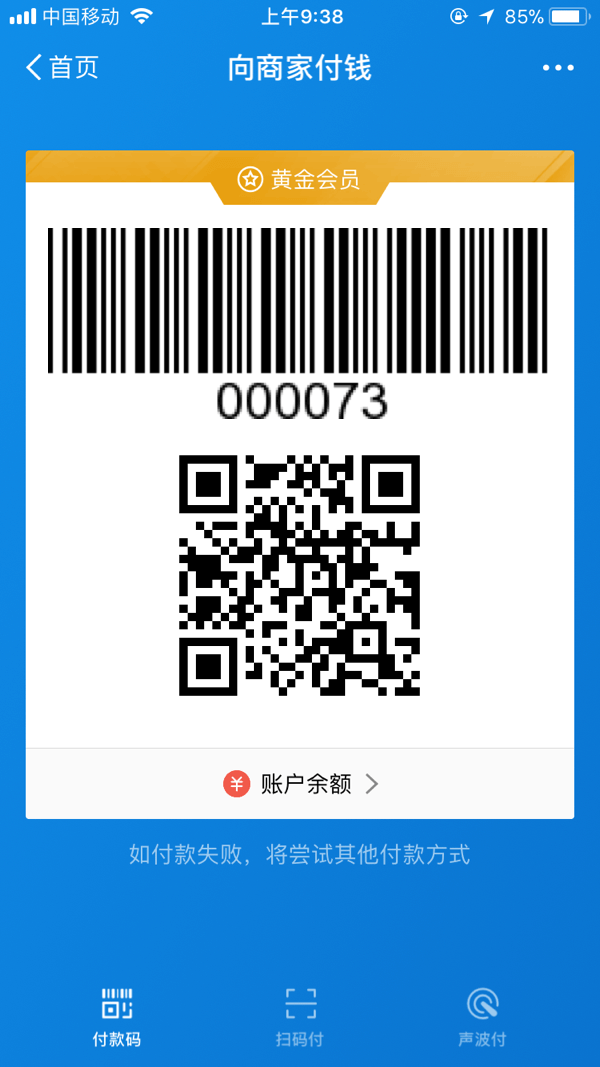 中国移动 上午9:38 85%
首页 向商家付钱
黄金会员
000073
¥ 账户余额
如付款失败，将尝试其他付款方式
付款码 扫码付 声波付